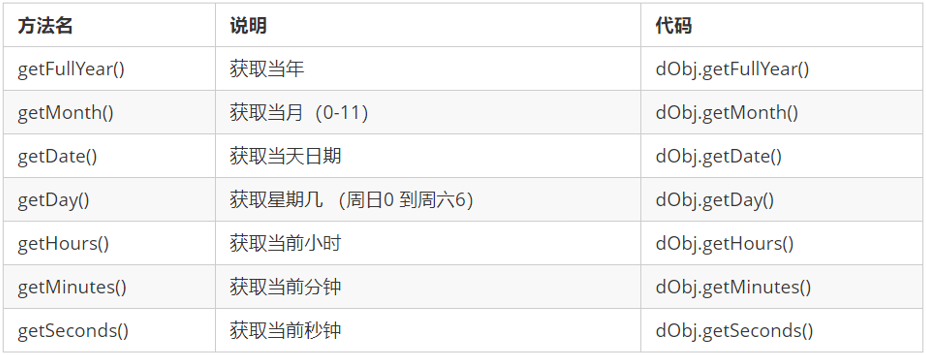 方法名 说明 代码
getFullYear() 获取当年 dObj.getFullYear()
getMonth() 获取当月（0-11） dObj.getMonth()
getDate() 获取当天日期 dObj.getDate()
getDay() 获取星期几 （周日0 到周六6） dObj.getDay()
getHours() 获取当前小时 dObj.getHours()
getMinutes() 获取当前分钟 dObj.getMinutes()
getSeconds() 获取当前秒钟 dObj.getSeconds()